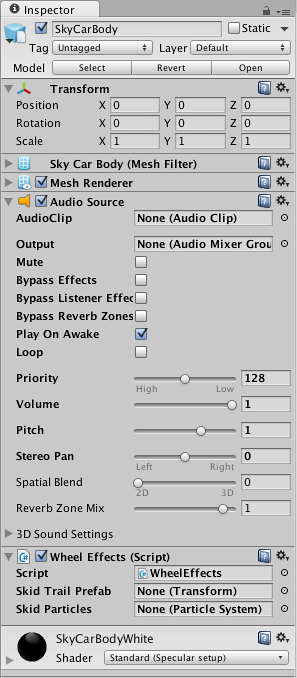 Inspector
SkyCarBody Static
Tag Untagged Layer Default
Model Select Revert Open
Transform
Position X 0 Y 0 Z 0
Rotation X 0 Y 0 Z 0
Scale X 1 Y 1 Z 1
Sky Car Body (Mesh Filter)
Mesh Renderer
Audio Source
AudioClip None (Audio Clip)
Output None (Audio Mixer Grou
Mute
Bypass Effects
Bypass Listener Effec
Bypass Reverb Zones
Play On Awake
Loop
Priority 128
High Low
Volume 1
Pitch 1
Stereo Pan 0
Left Right
Spatial Blend 0
2D 3D
Reverb Zone Mix 1
3D Sound Settings
Wheel Effects (Script)
Script WheelEffects
Skid Trail Prefab None (Transform)
Skid Particles None (Particle System)
SkyCarBodyWhite
Shader Standard (Specular setup)